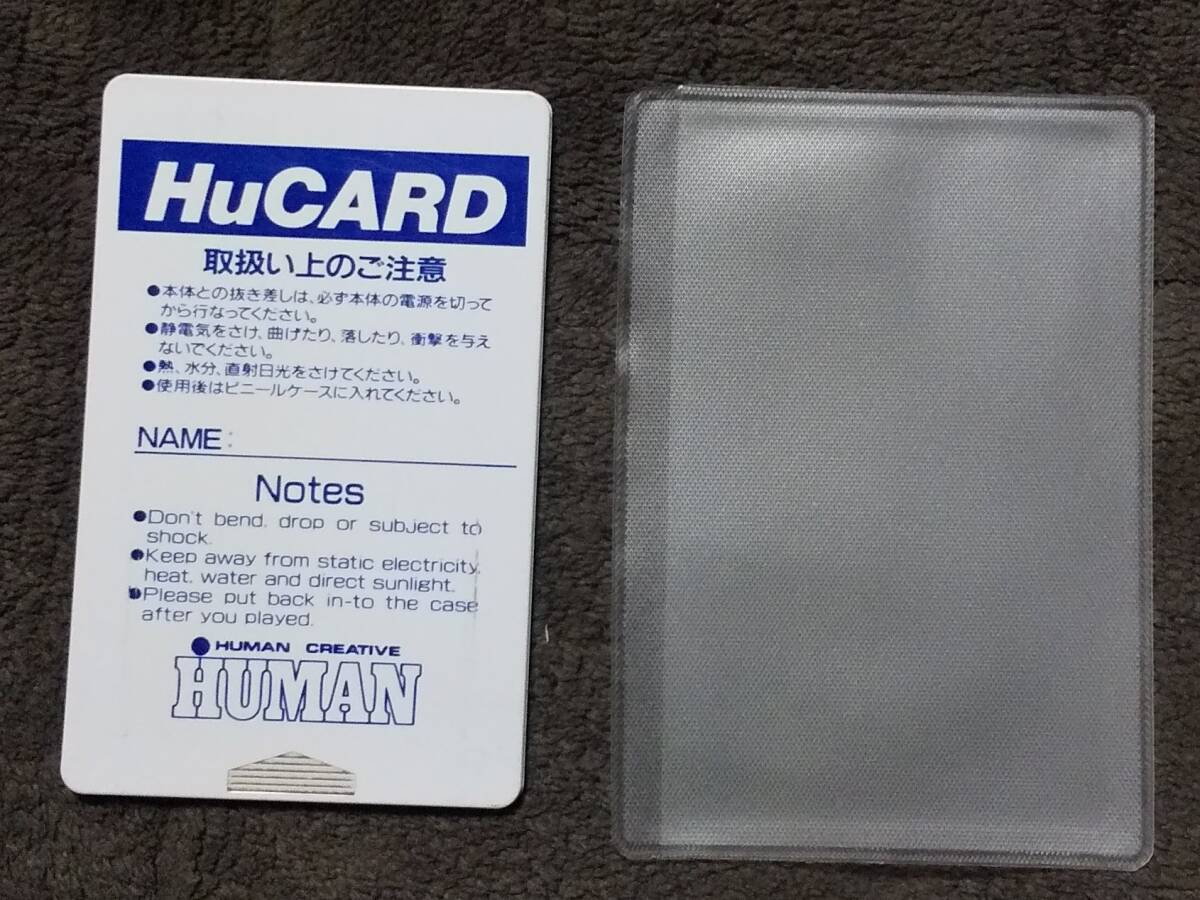 HuCARD
取扱い上のご注意
●本体との抜き差しは、必ず本体の電源を切って
から行なってください。
●静電気をさけ、曲げたり、落したり、衝撃を与え
ないでください。
●熱、水分、直射日光をさけてください。
●使用後はビニールケースに入れてください。
NAME:
Notes
●Don't bend, drop or subject to
shock.
●Keep away from static electricity,
heat, water and direct sunlight.
●Please put back in-to the case
after you played.
HUMAN CREATIVE
HUMAN